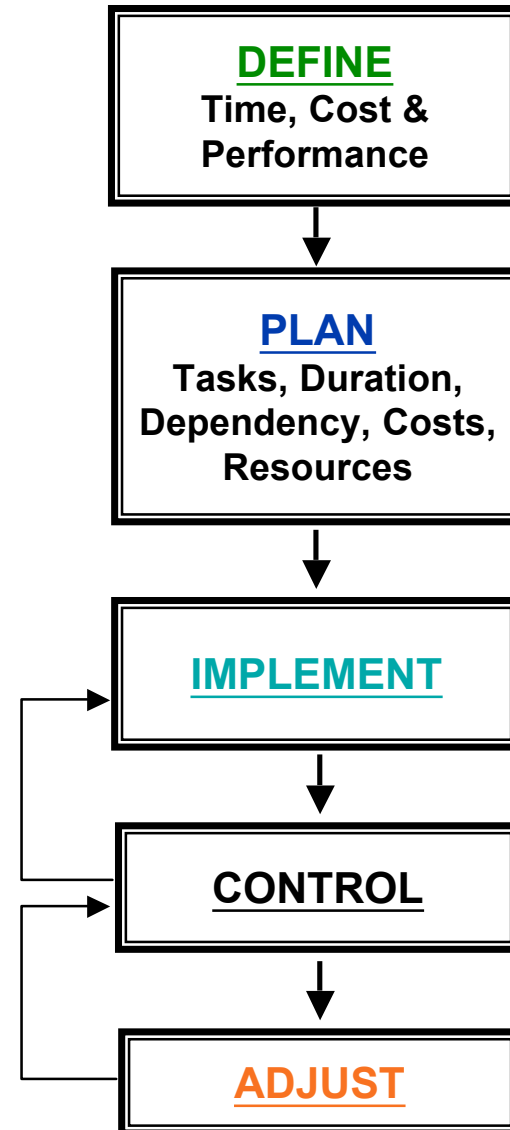 DEFINE
Time, Cost &
Performance
PLAN
Tasks, Duration,
Dependency, Costs,
Resources
IMPLEMENT
CONTROL
ADJUST